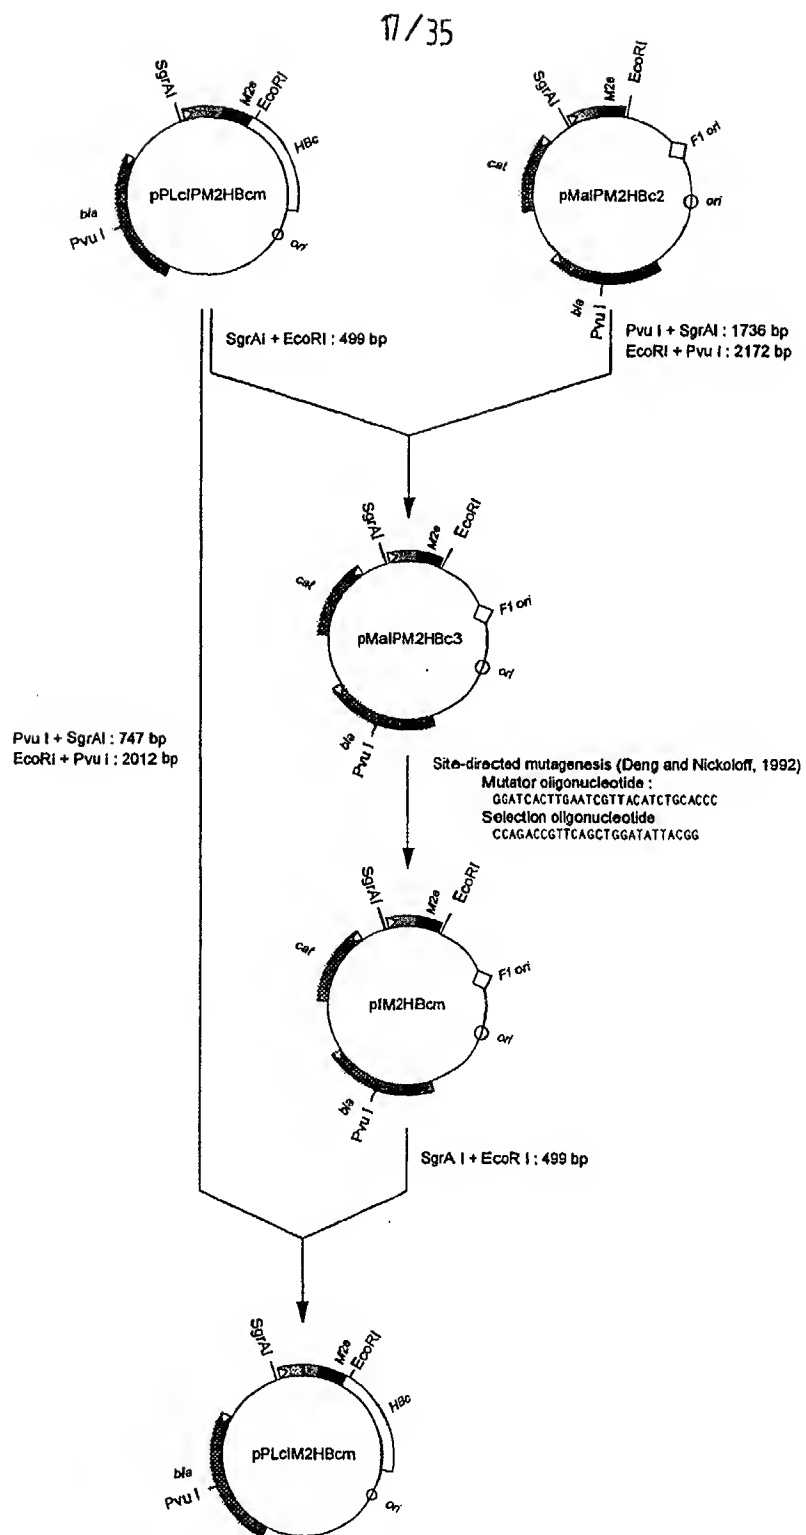 17/35
SgrAI
M2e
EcoRI
HBc
pPLcIPM2HBcm
bla
Pvu I
ori
SgrAI
M2e
EcoRI
F1 ori
cat
pMaIPM2HBc2
ori
bla
Pvu I
SgrAI + EcoRI : 499 bp
Pvu I + SgrAI : 1736 bp
EcoRI + Pvu I : 2172 bp
SgrAI
M2e
EcoRI
cat
F1 ori
pMaIPM2HBc3
ori
bla
Pvu I
Pvu I + SgrAI : 747 bp
EcoRI + Pvu I : 2012 bp
Site-directed mutagenesis (Deng and Nickoloff, 1992)
Mutator oligonucleotide :
GGATCACTTGAATCGTTACATCTGCACCC
Selection oligonucleotide
CCAGACCGTTCAGCTGGATATTACGG
SgrAI
M2e
EcoRI
cat
F1 ori
pIM2HBcm
ori
bla
Pvu I
SgrA I + EcoR I : 499 bp
SgrAI
M2e
EcoRI
HBc
pPLcIM2HBcm
bla
Pvu I
ori